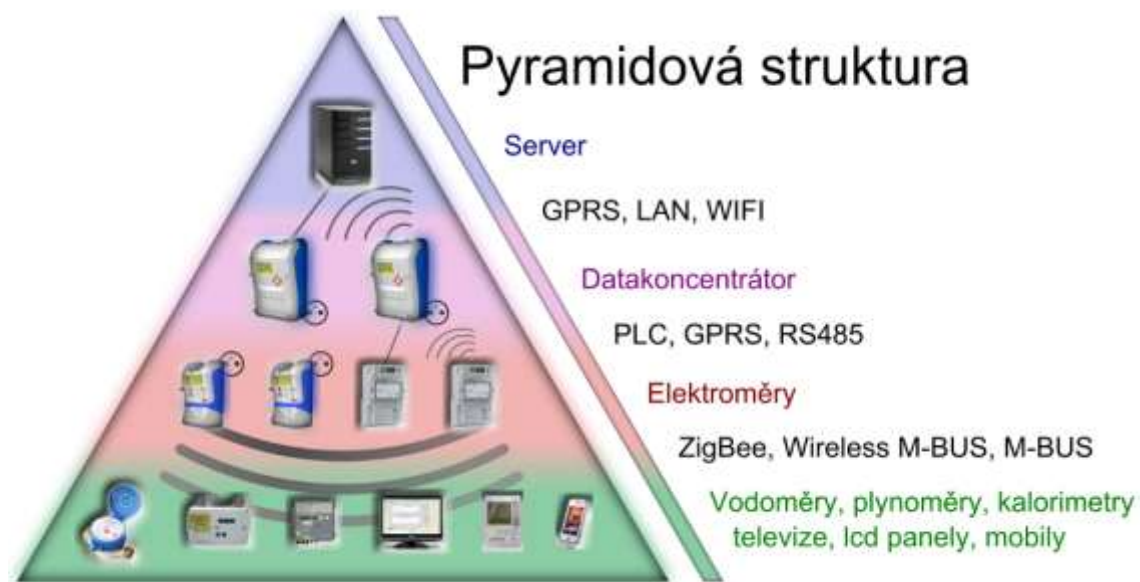 Pyramidová struktura
Server
GPRS, LAN, WIFI
Datakoncentrátor
PLC, GPRS, RS485
Elektroměry
ZigBee, Wireless M-BUS, M-BUS
Vodoměry, plynoměry, kalorimetry
televize, lcd panely, mobily